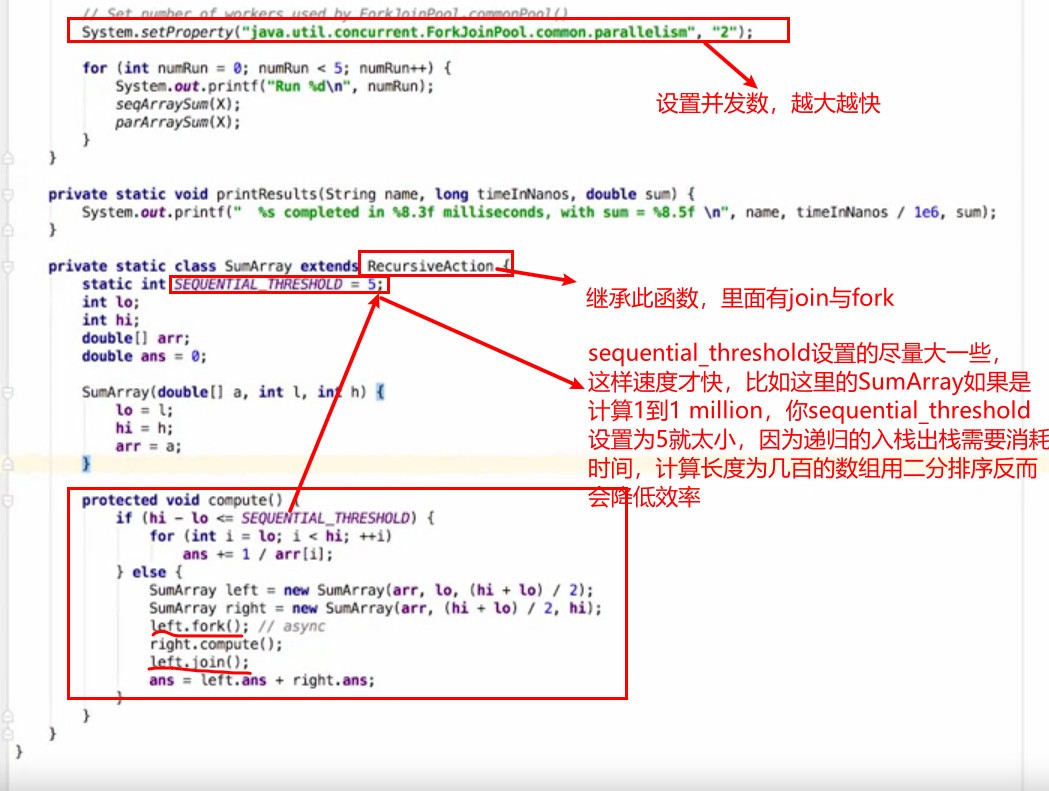 // Set number of workers used by ForkJoinPool.commonPool()
System.setProperty("java.util.concurrent.ForkJoinPool.common.parallelism", "2");
for (int numRun = 0; numRun < 5; numRun++) {
System.out.printf("Run %d\n", numRun);
seqArraySum(X);
parArraySum(X);
}
}
设置并发数，越大越快
private static void printResults(String name, long timeInNanos, double sum) {
System.out.printf("  %s completed in %8.3f milliseconds, with sum = %8.5f \n", name, timeInNanos / 1e6, sum);
}
private static class SumArray extends RecursiveAction {
static int SEQUENTIAL_THRESHOLD = 5;
int lo;
int hi;
double[] arr;
double ans = 0;
继承此函数，里面有join与fork
sequential_threshold设置的尽量大一些，
这样速度才快，比如这里的SumArray如果是
计算1到1 million，你sequential_threshold
设置为5就太小，因为递归的入栈出栈需要消耗
时间，计算长度为几百的数组用二分排序反而
会降低效率
SumArray(double[] a, int l, int h) {
lo = l;
hi = h;
arr = a;
}
protected void compute() {
if (hi - lo <= SEQUENTIAL_THRESHOLD) {
for (int i = lo; i < hi; ++i)
ans += 1 / arr[i];
} else {
SumArray left = new SumArray(arr, lo, (hi + lo) / 2);
SumArray right = new SumArray(arr, (hi + lo) / 2, hi);
left.fork(); // async
right.compute();
left.join();
ans = left.ans + right.ans;
}
}
}
}